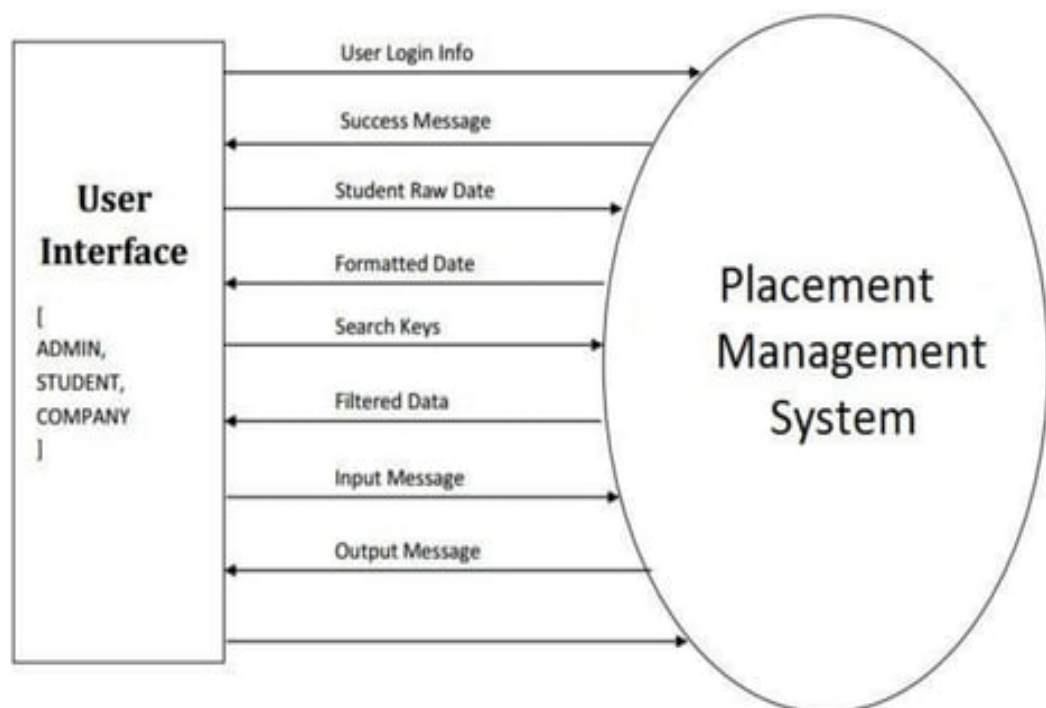 User
Interface
[
ADMIN,
STUDENT,
COMPANY
]
User Login Info
Success Message
Student Raw Date
Formatted Date
Search Keys
Filtered Data
Input Message
Output Message
Placement
Management
System